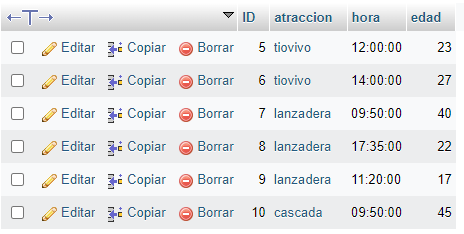 ID atraccion hora edad
Editar Copiar Borrar 5 tiovivo 12:00:00 23
Editar Copiar Borrar 6 tiovivo 14:00:00 27
Editar Copiar Borrar 7 lanzadera 09:50:00 40
Editar Copiar Borrar 8 lanzadera 17:35:00 22
Editar Copiar Borrar 9 lanzadera 11:20:00 17
Editar Copiar Borrar 10 cascada 09:50:00 45